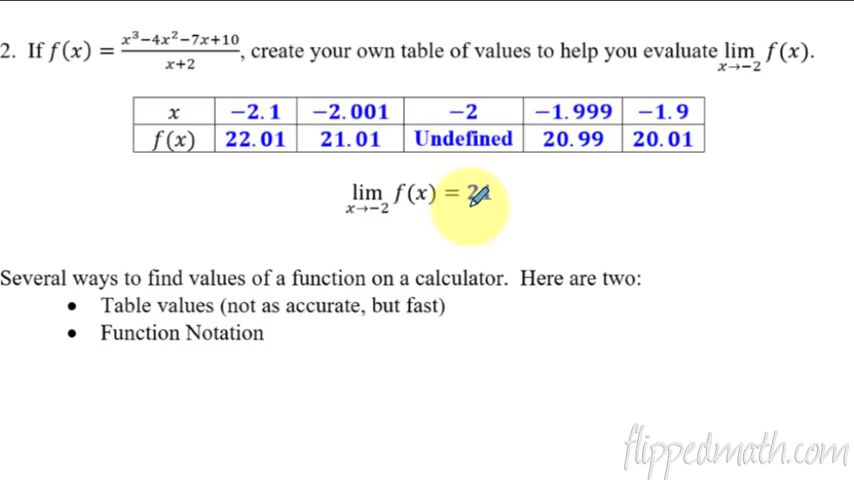 2. If f(x) = (x³−4x²−7x+10)/(x+2), create your own table of values to help you evaluate lim x→−2 f(x).
x −2.1 −2.001 −2 −1.999 −1.9
f(x) 22.01 21.01 Undefined 20.99 20.01
lim x→−2 f(x) = 21
Several ways to find values of a function on a calculator. Here are two:
• Table values (not as accurate, but fast)
• Function Notation
flippedmath.com